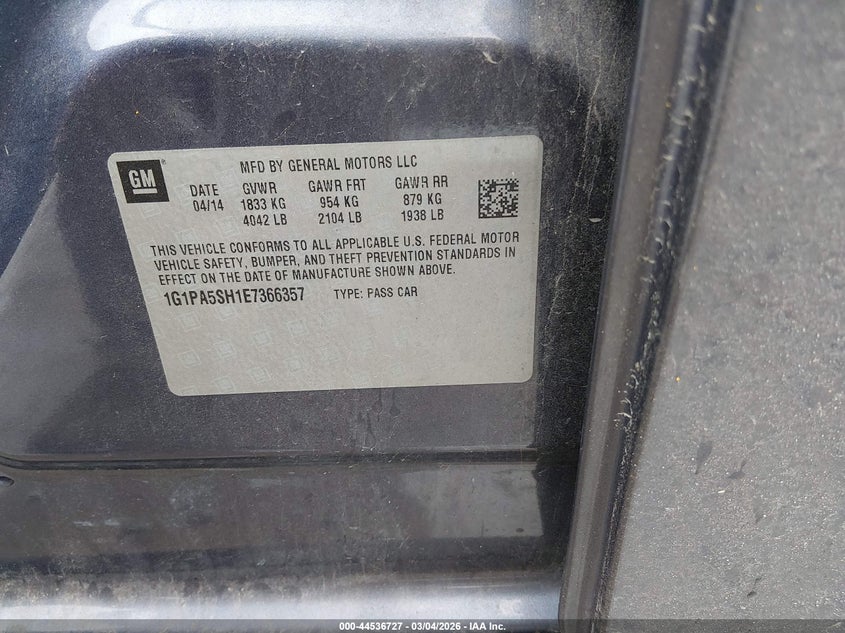 GM
MFD BY GENERAL MOTORS LLC
DATE GVWR GAWR FRT GAWR RR
04/14 1833 KG 954 KG 879 KG
4042 LB 2104 LB 1938 LB
THIS VEHICLE CONFORMS TO ALL APPLICABLE U.S. FEDERAL MOTOR
VEHICLE SAFETY, BUMPER, AND THEFT PREVENTION STANDARDS IN
EFFECT ON THE DATE OF MANUFACTURE SHOWN ABOVE.
1G1PA5SH1E7366357 TYPE: PASS CAR
000-44536727 — 03/04/2026 — IAA Inc.